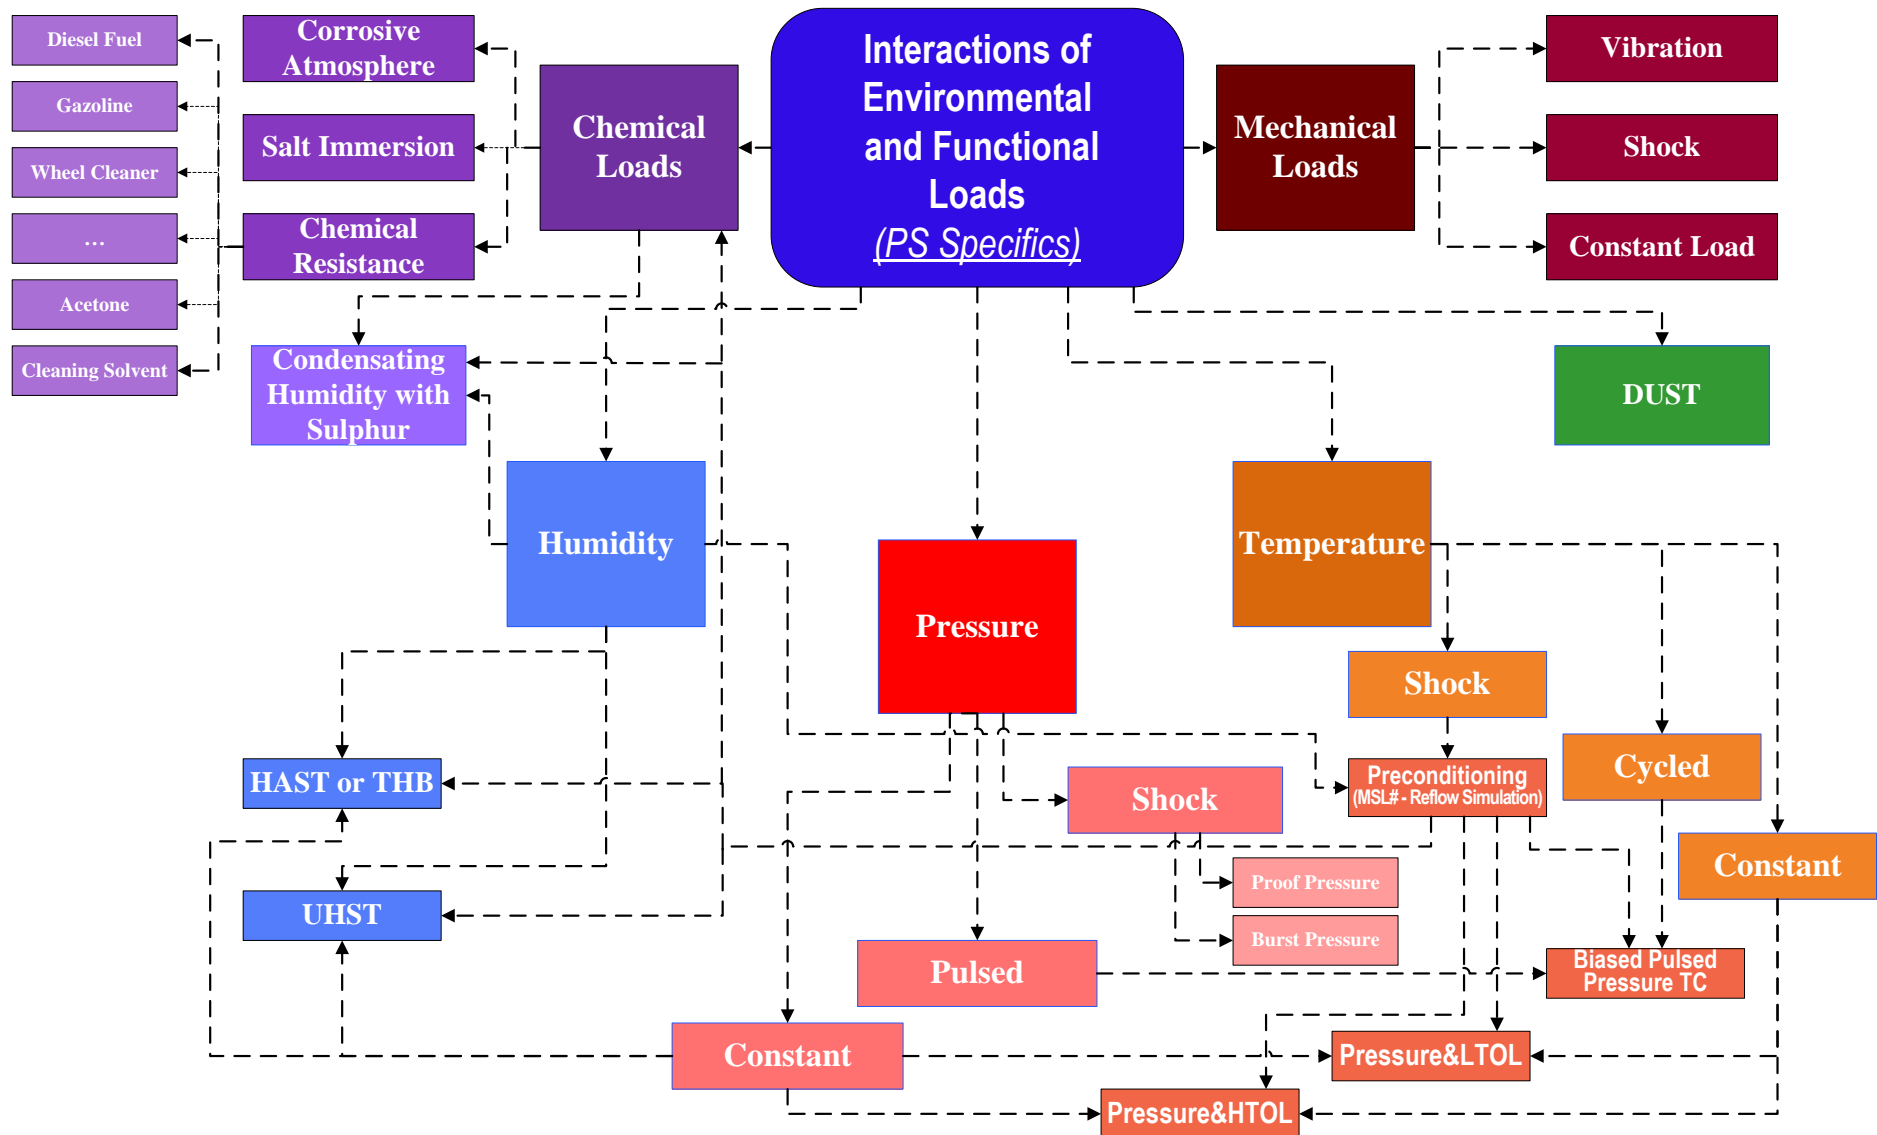 Interactions of
Environmental
and Functional
Loads
(PS Specifics)
Diesel Fuel
Gazoline
Wheel Cleaner
...
Acetone
Cleaning Solvent
Corrosive
Atmosphere
Salt Immersion
Chemical
Resistance
Chemical
Loads
Mechanical
Loads
Vibration
Shock
Constant Load
Condensating
Humidity with
Sulphur
DUST
Humidity
Pressure
Temperature
Shock
Cycled
Constant
HAST or THB
UHST
Shock
Preconditioning
(MSL# - Reflow Simulation)
Proof Pressure
Burst Pressure
Pulsed
Biased Pulsed
Pressure TC
Constant
Pressure&LTOL
Pressure&HTOL